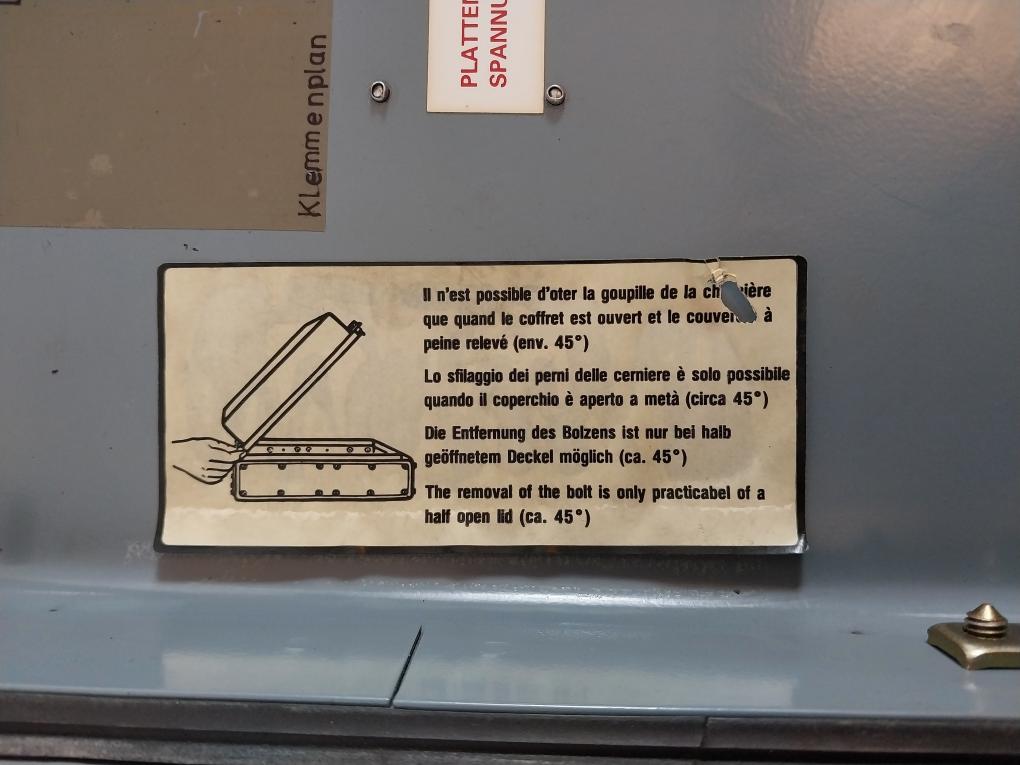 Klemmenplan
Il n'est possible d'oter la goupille de la
que quand le coffret est ouvert et le à
peine relevé (env. 45°)
Lo sfilaggio dei perni delle cerniere è solo possibile
quando il coperchio è aperto a metà (circa 45°)
Die Entfernung des Bolzens ist nur bei halb
geöffnetem Deckel möglich (ca. 45°)
The removal of the bolt is only practicabel of a
half open lid (ca. 45°)